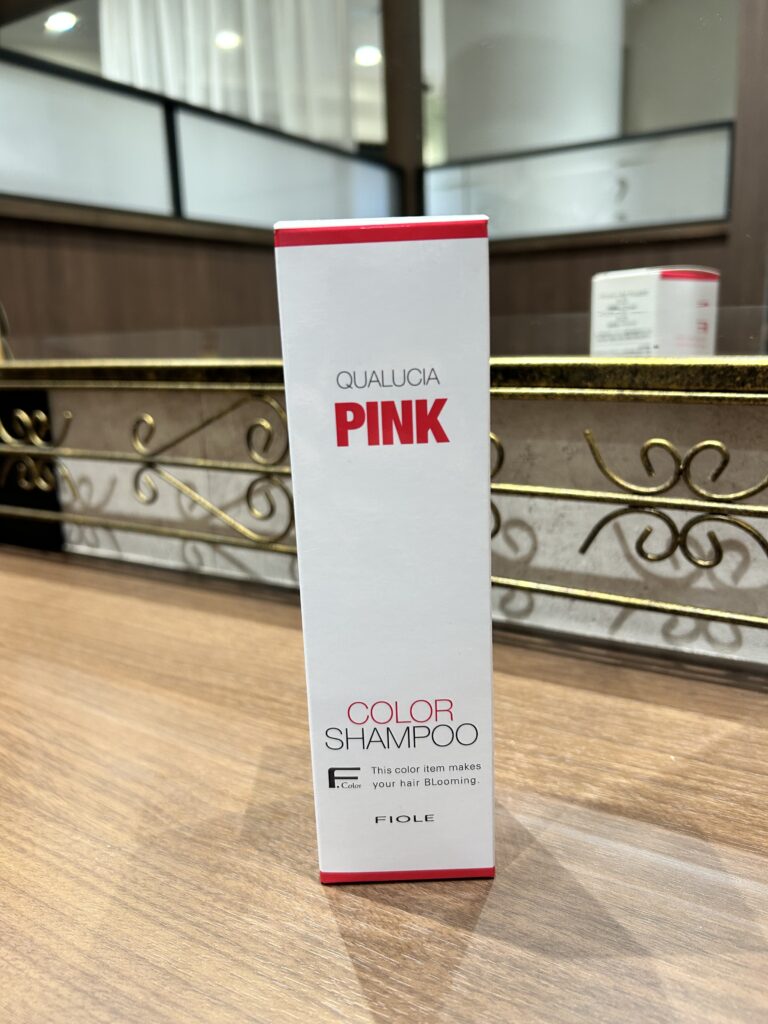 QUALUCIA
PINK
COLOR
SHAMPOO
F.Color
This color item makes
your hair BLooming.
FIOLE